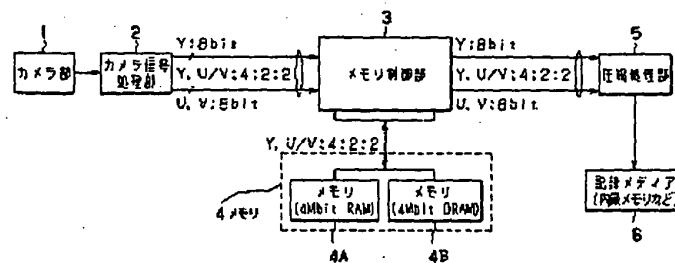 1
カメラ部
2
カメラ信号
処理部
Y:8bit
Y, U/V:4:2:2
U, V:8bit
3
メモリ制御部
Y:8bit
Y, U/V:4:2:2
U, V:8bit
5
圧縮処理部
Y, U/V:4:2:2
4 メモリ
メモリ
(4Mbit RAM)
メモリ
(4Mbit DRAM)
4A
4B
記録メディア
(内蔵メモリなど)
6